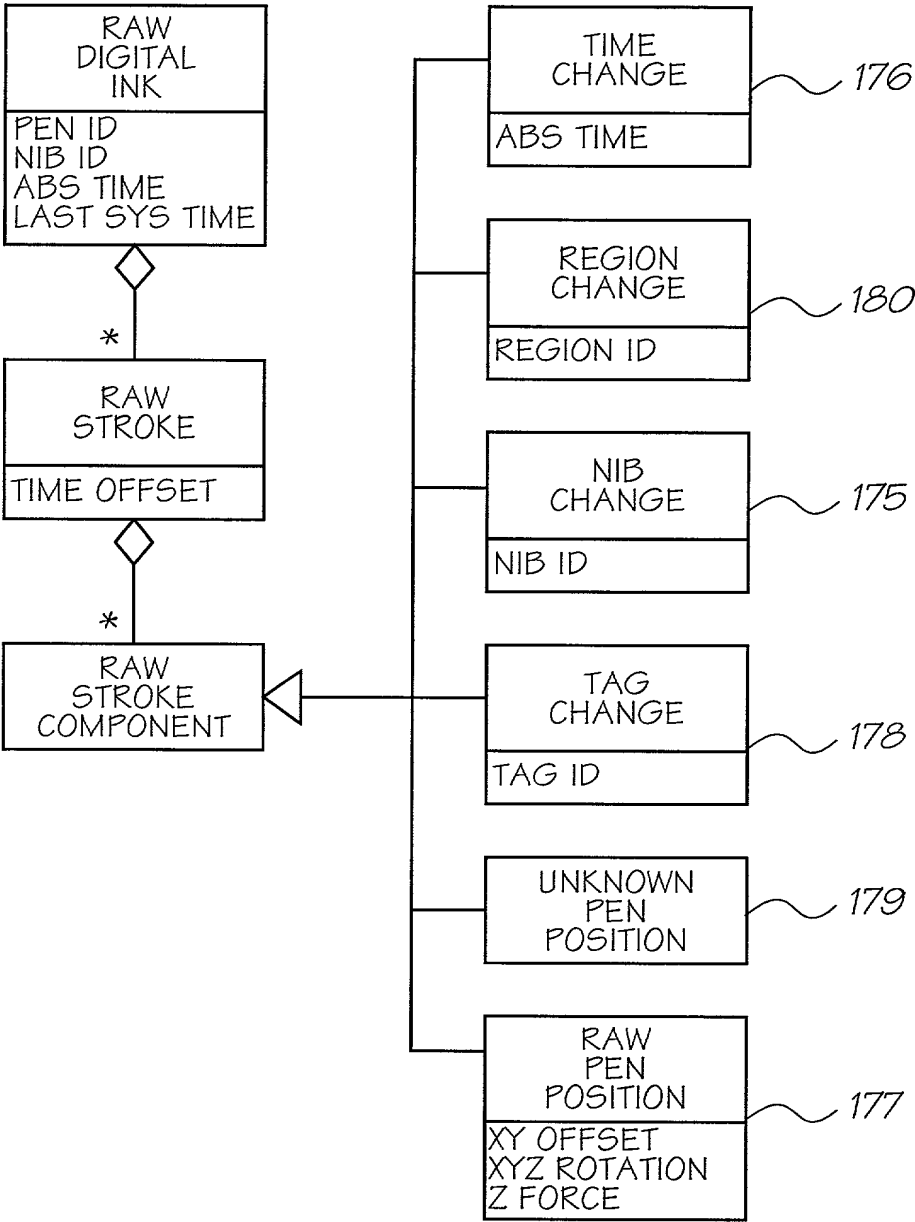 RAW
DIGITAL
INK
PEN ID
NIB ID
ABS TIME
LAST SYS TIME
*
RAW
STROKE
TIME OFFSET
*
RAW
STROKE
COMPONENT
TIME
CHANGE
ABS TIME
176
REGION
CHANGE
REGION ID
180
NIB
CHANGE
NIB ID
175
TAG
CHANGE
TAG ID
178
UNKNOWN
PEN
POSITION
179
RAW
PEN
POSITION
XY OFFSET
XYZ ROTATION
Z FORCE
177